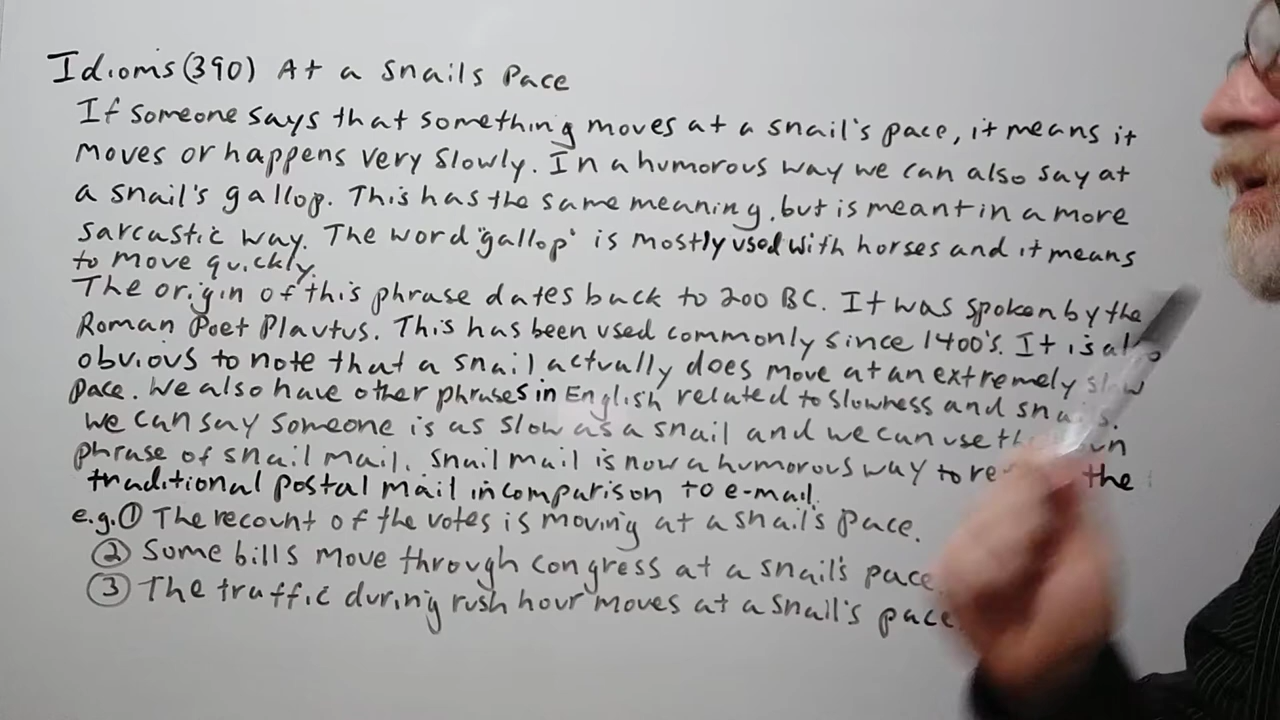 Idioms (390) At a snails Pace
If someone says that something moves at a snail's pace, it means it
moves or happens very slowly. In a humorous way we can also say at
a snail's gallop. This has the same meaning, but is meant in a more
sarcastic way. The word "gallop" is mostly used with horses and it means
to move quickly.
The origin of this phrase dates back to 200 BC. It was spoken by the
Roman Poet Plautus. This has been used commonly since 1400's. It is also
obvious to note that a snail actually does move at an extremely slow
pace. We also have other phrases in English related to slowness and snails.
We can say someone is as slow as a snail and we can use the
phrase of snail mail. Snail mail is now a humorous way to the
traditional postal mail in comparison to e-mail.
e.g. ① The recount of the votes is moving at a snail's pace.
② Some bills move through congress at a snail's pace.
③ The traffic during rush hour moves at a snail's pace.